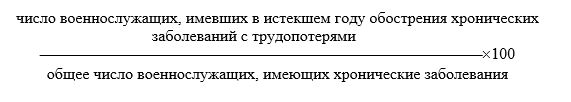 число военнослужащих, имевших в истекшем году обострения хронических
заболеваний с трудопотерями
×100
общее число военнослужащих, имеющих хронические заболевания